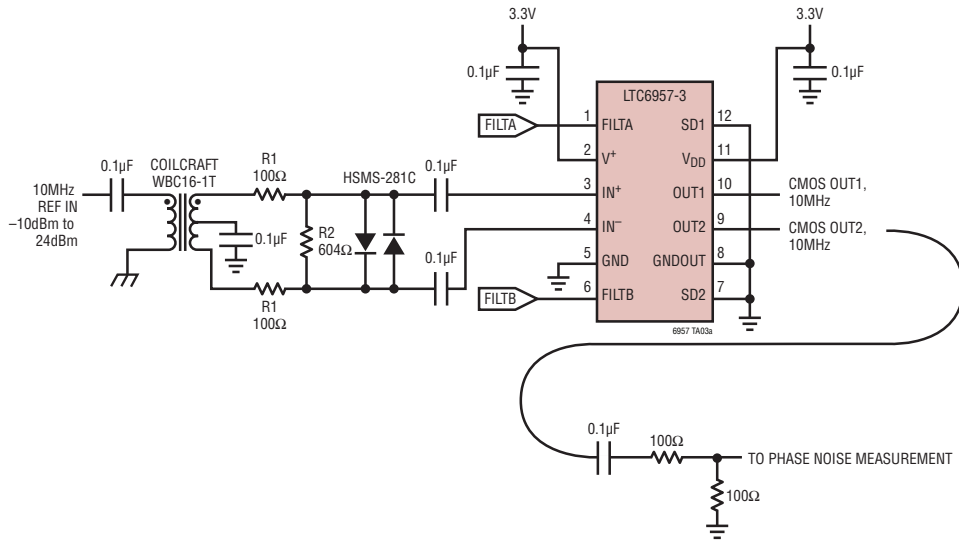 3.3V
3.3V
0.1µF
0.1µF
LTC6957-3
FILTA
1
FILTA
SD1
12
2
V+
VDD
11
0.1µF
COILCRAFT
WBC16-1T
R1
100Ω
HSMS-281C
0.1µF
10MHz
REF IN
–10dBm to
24dBm
3
IN+
OUT1
10
CMOS OUT1,
10MHz
4
IN–
OUT2
9
CMOS OUT2,
10MHz
0.1µF
R2
604Ω
0.1µF
5
GND
GNDOUT
8
R1
100Ω
FILTB
6
FILTB
SD2
7
6957 TA03a
0.1µF
100Ω
TO PHASE NOISE MEASUREMENT
100Ω